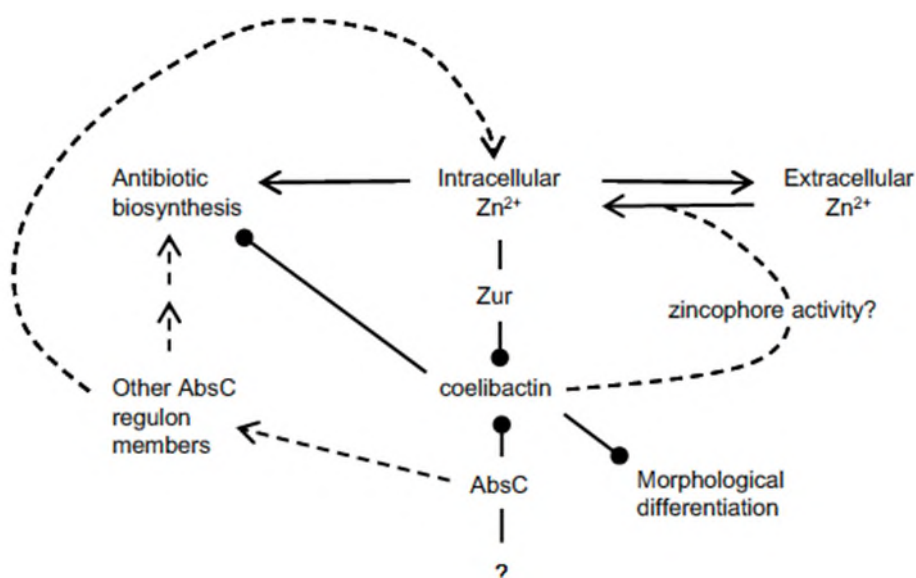 Antibiotic
biosynthesis
Intracellular
Zn²⁺
Extracellular
Zn²⁺
Zur
zincophore activity?
coelibactin
Other AbsC
regulon
members
AbsC
Morphological
differentiation
?